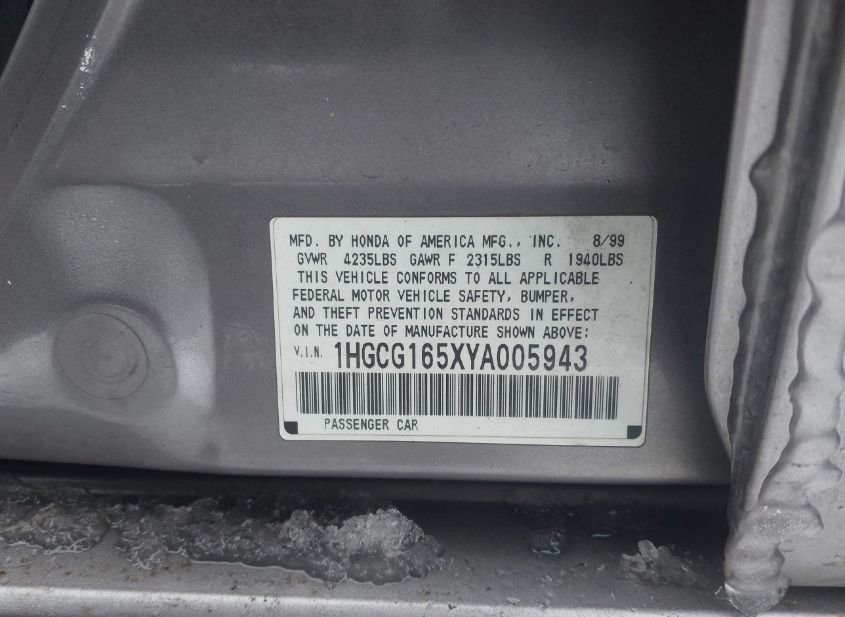 MFD. BY HONDA OF AMERICA MFG., INC. 8/99
GVWR 4235LBS GAWR F 2315LBS R 1940LBS
THIS VEHICLE CONFORMS TO ALL APPLICABLE
FEDERAL MOTOR VEHICLE SAFETY, BUMPER,
AND THEFT PREVENTION STANDARDS IN EFFECT
ON THE DATE OF MANUFACTURE SHOWN ABOVE:
V.I.N. 1HGCG165XYA005943
PASSENGER CAR